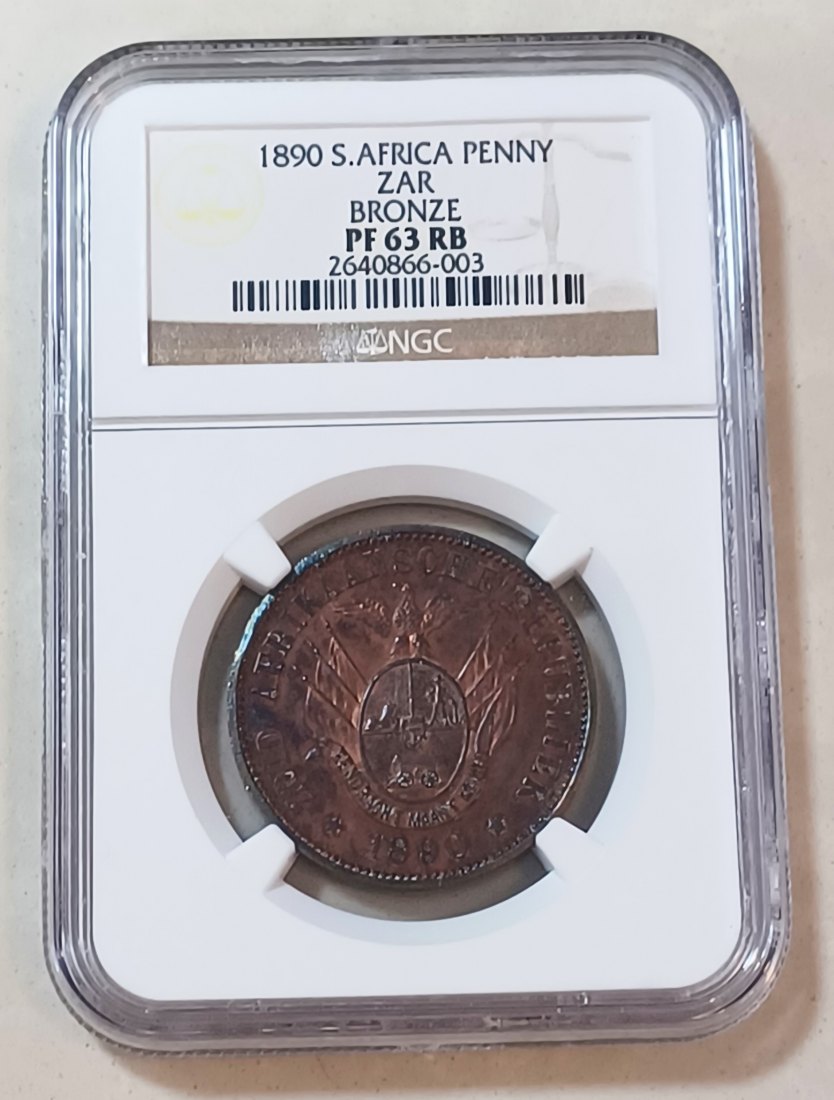 1890 S.AFRICA PENNY
ZAR
BRONZE
PF 63 RB
2640866-003
NGC
ZUID AFRIKAANSCHE REPUBLIEK
EENDRAGT MAAKT MAGT
1890